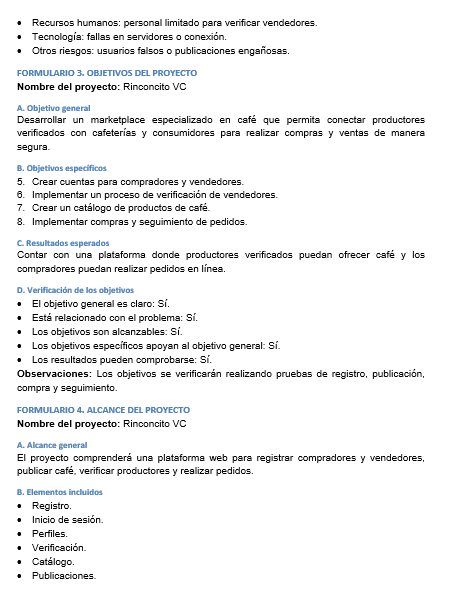 • Recursos humanos: personal limitado para verificar vendedores.
• Tecnología: fallas en servidores o conexión.
• Otros riesgos: usuarios falsos o publicaciones engañosas.
FORMULARIO 3. OBJETIVOS DEL PROYECTO
Nombre del proyecto: Rinconcito VC
A. Objetivo general
Desarrollar un marketplace especializado en café que permita conectar productores
verificados con cafeterías y consumidores para realizar compras y ventas de manera
segura.
B. Objetivos específicos
5. Crear cuentas para compradores y vendedores.
6. Implementar un proceso de verificación de vendedores.
7. Crear un catálogo de productos de café.
8. Implementar compras y seguimiento de pedidos.
C. Resultados esperados
Contar con una plataforma donde productores verificados puedan ofrecer café y los
compradores puedan realizar pedidos en línea.
D. Verificación de los objetivos
• El objetivo general es claro: Sí.
• Está relacionado con el problema: Sí.
• Los objetivos son alcanzables: Sí.
• Los objetivos específicos apoyan al objetivo general: Sí.
• Los resultados pueden comprobarse: Sí.
Observaciones: Los objetivos se verificarán realizando pruebas de registro, publicación,
compra y seguimiento.
FORMULARIO 4. ALCANCE DEL PROYECTO
Nombre del proyecto: Rinconcito VC
A. Alcance general
El proyecto comprenderá una plataforma web para registrar compradores y vendedores,
publicar café, verificar productores y realizar pedidos.
B. Elementos incluidos
• Registro.
• Inicio de sesión.
• Perfiles.
• Verificación.
• Catálogo.
• Publicaciones.